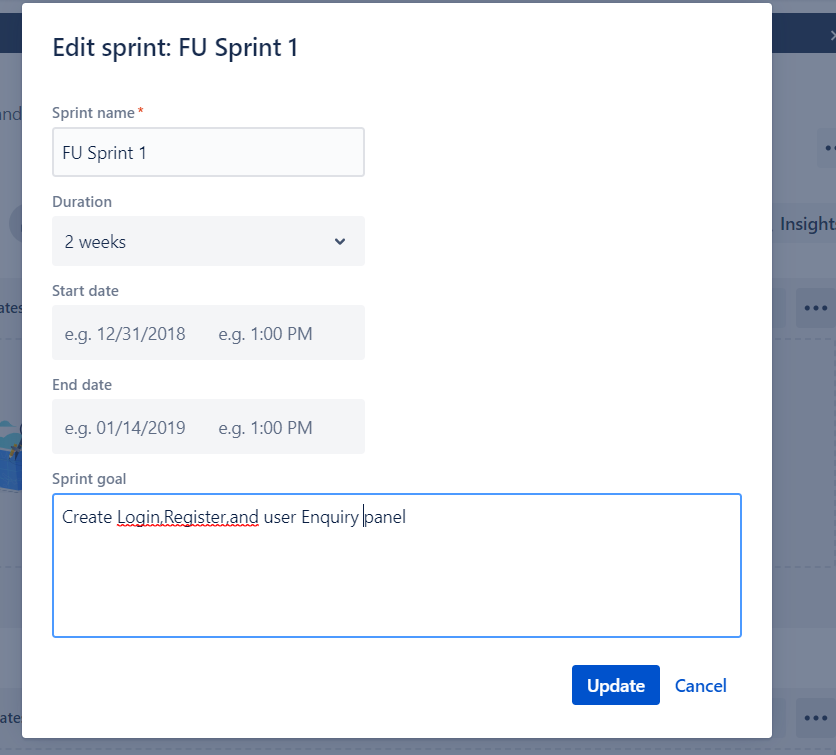 Edit sprint: FU Sprint 1
Sprint name*
FU Sprint 1
Duration
2 weeks
Start date
e.g. 12/31/2018 e.g. 1:00 PM
End date
e.g. 01/14/2019 e.g. 1:00 PM
Sprint goal
Create Login,Register,and user Enquiry panel
Update Cancel
Insight